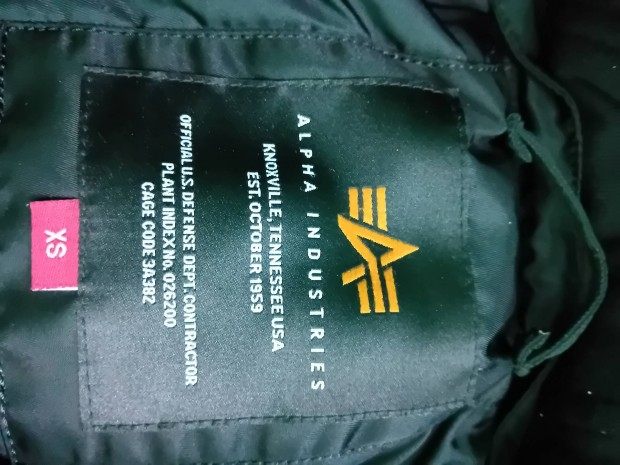 ALPHA INDUSTRIES
KNOXVILLE, TENNESSEE USA
EST. OCTOBER 1959
OFFICIAL U.S. DEFENSE DEPT. CONTRACTOR
PLANT INDEX No. 026200
CAGE CODE 3A382
XS